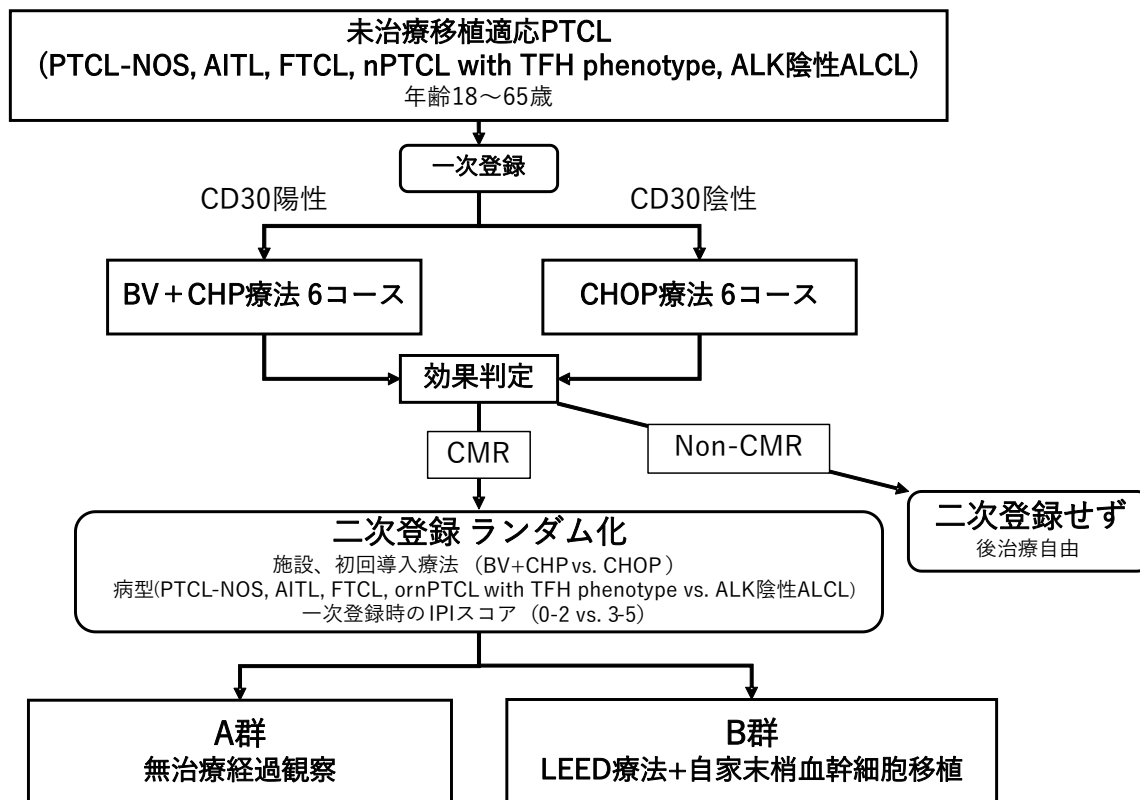 未治療移植適応PTCL
(PTCL-NOS, AITL, FTCL, nPTCL with TFH phenotype, ALK陰性ALCL)
年齢18～65歳
一次登録
CD30陽性
CD30陰性
BV＋CHP療法 6コース
CHOP療法 6コース
効果判定
CMR
Non-CMR
二次登録せず
後治療自由
二次登録 ランダム化
施設、初回導入療法（BV+CHP vs. CHOP）
病型(PTCL-NOS, AITL, FTCL, ornPTCL with TFH phenotype vs. ALK陰性ALCL)
一次登録時のIPIスコア（0-2 vs. 3-5）
A群
無治療経過観察
B群
LEED療法+自家末梢血幹細胞移植